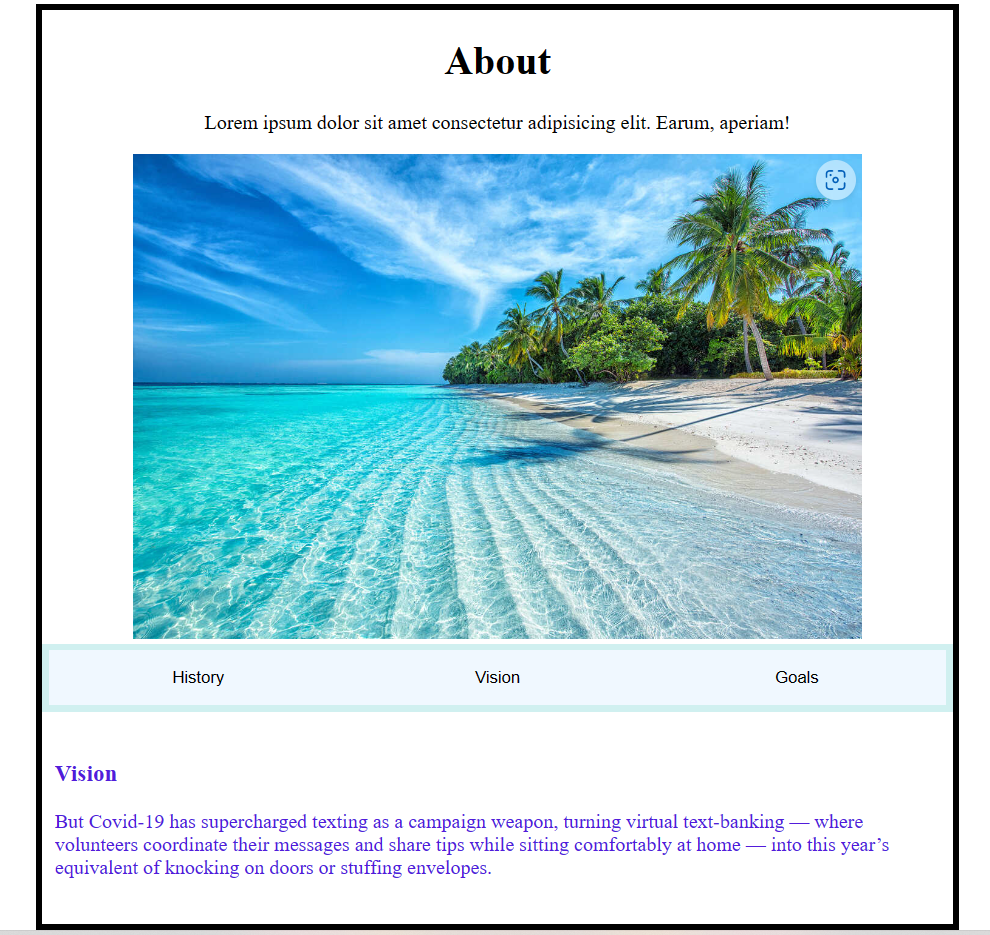 About
Lorem ipsum dolor sit amet consectetur adipisicing elit. Earum, aperiam!
History Vision Goals
Vision
But Covid-19 has supercharged texting as a campaign weapon, turning virtual text-banking — where
volunteers coordinate their messages and share tips while sitting comfortably at home — into this year’s
equivalent of knocking on doors or stuffing envelopes.